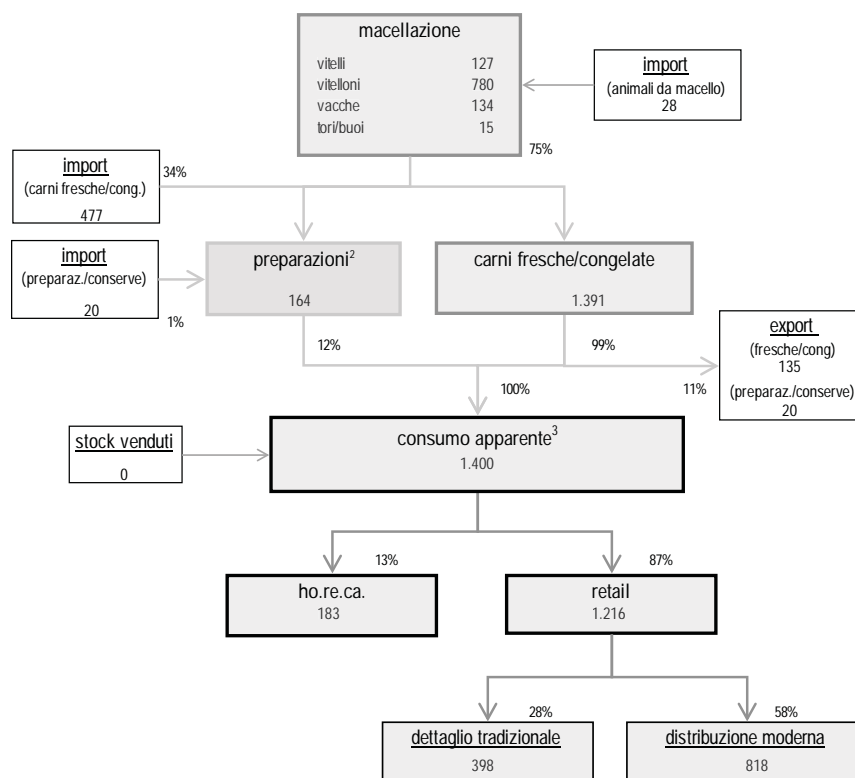 macellazione
vitelli 127
vitelloni 780
vacche 134
tori/buoi 15
import
(animali da macello)
28
75%
import
(carni fresche/cong.)
477
34%
import
(preparaz./conserve)
20
1%
preparazioni2
164
carni fresche/congelate
1.391
12%
99%
export
(fresche/cong)
135
(preparaz./conserve)
20
11%
100%
stock venduti
0
consumo apparente3
1.400
13%
87%
ho.re.ca.
183
retail
1.216
28%
58%
dettaglio tradizionale
398
distribuzione moderna
818